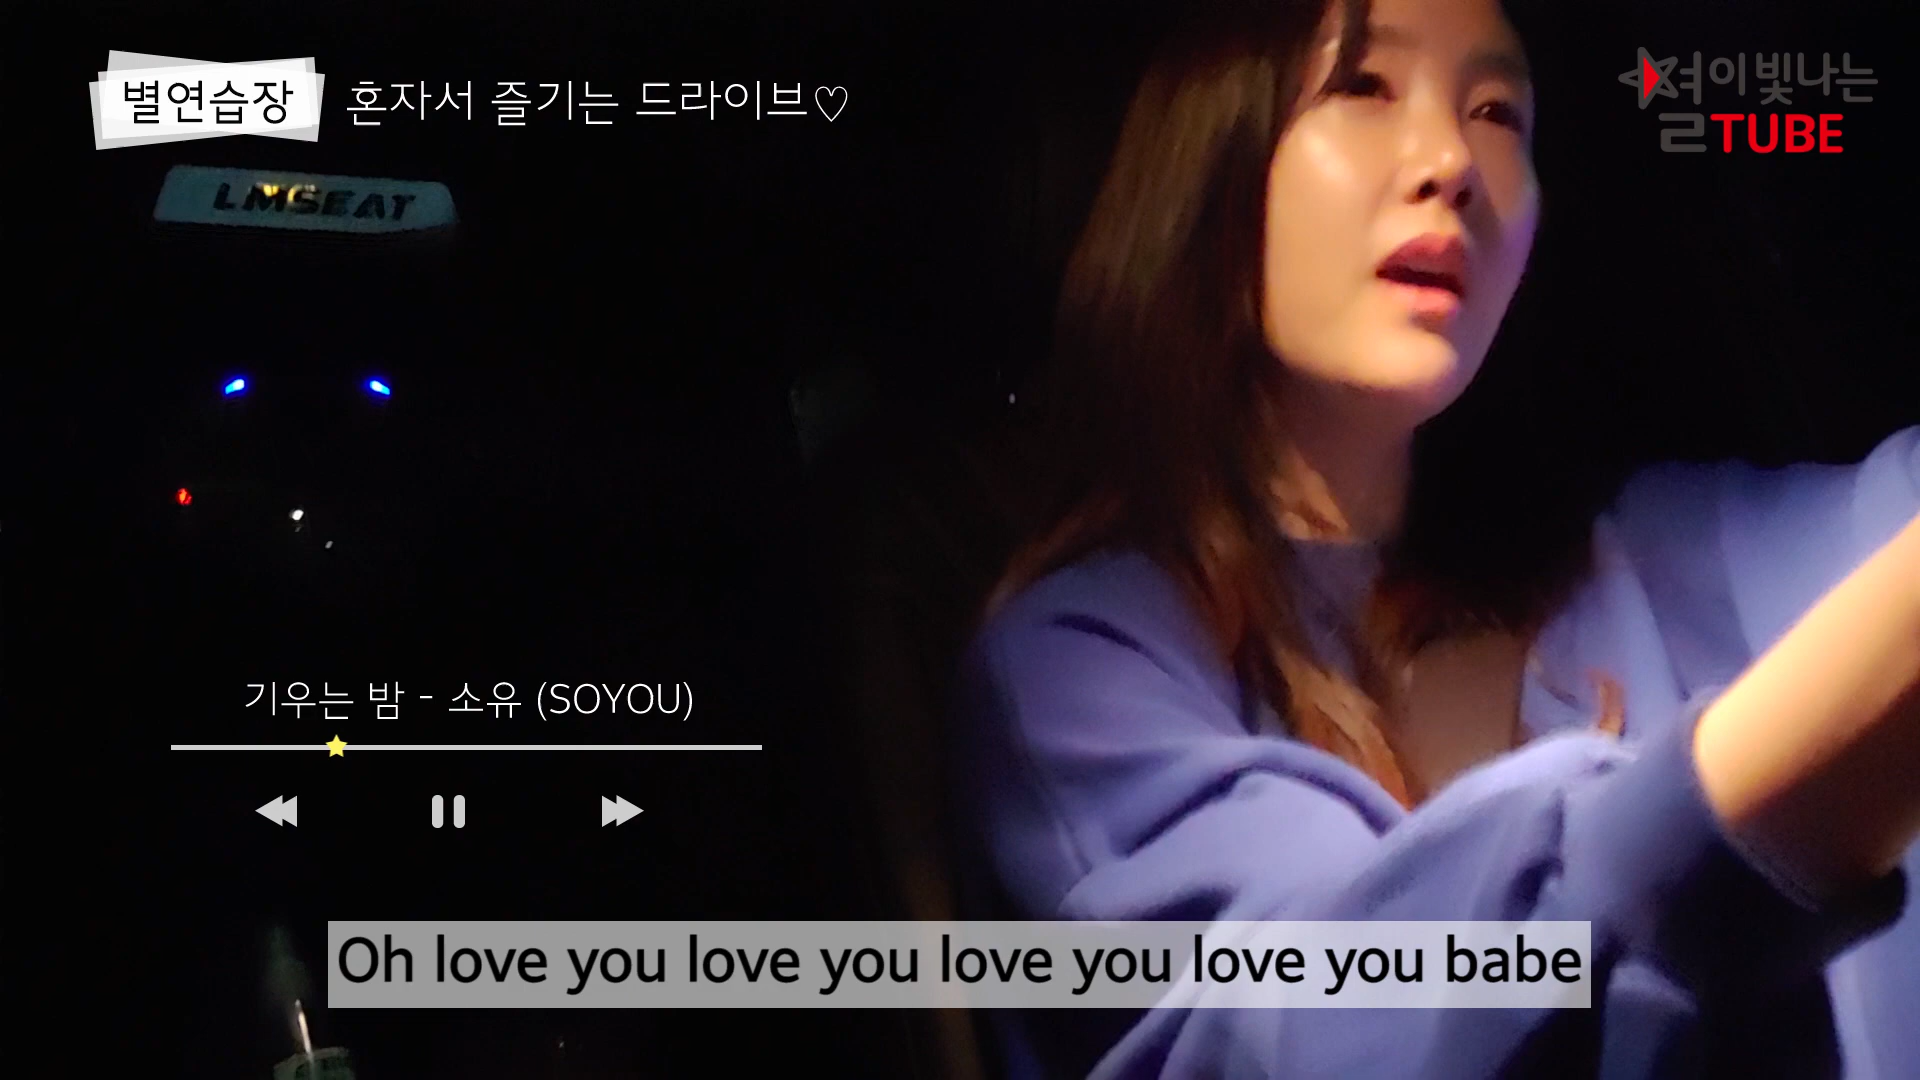 별연습장 혼자서 즐기는 드라이브♡
혈이빛나는
TUBE
LMSEAT
기우는 밤 - 소유 (SOYOU)
Oh love you love you love you love you babe